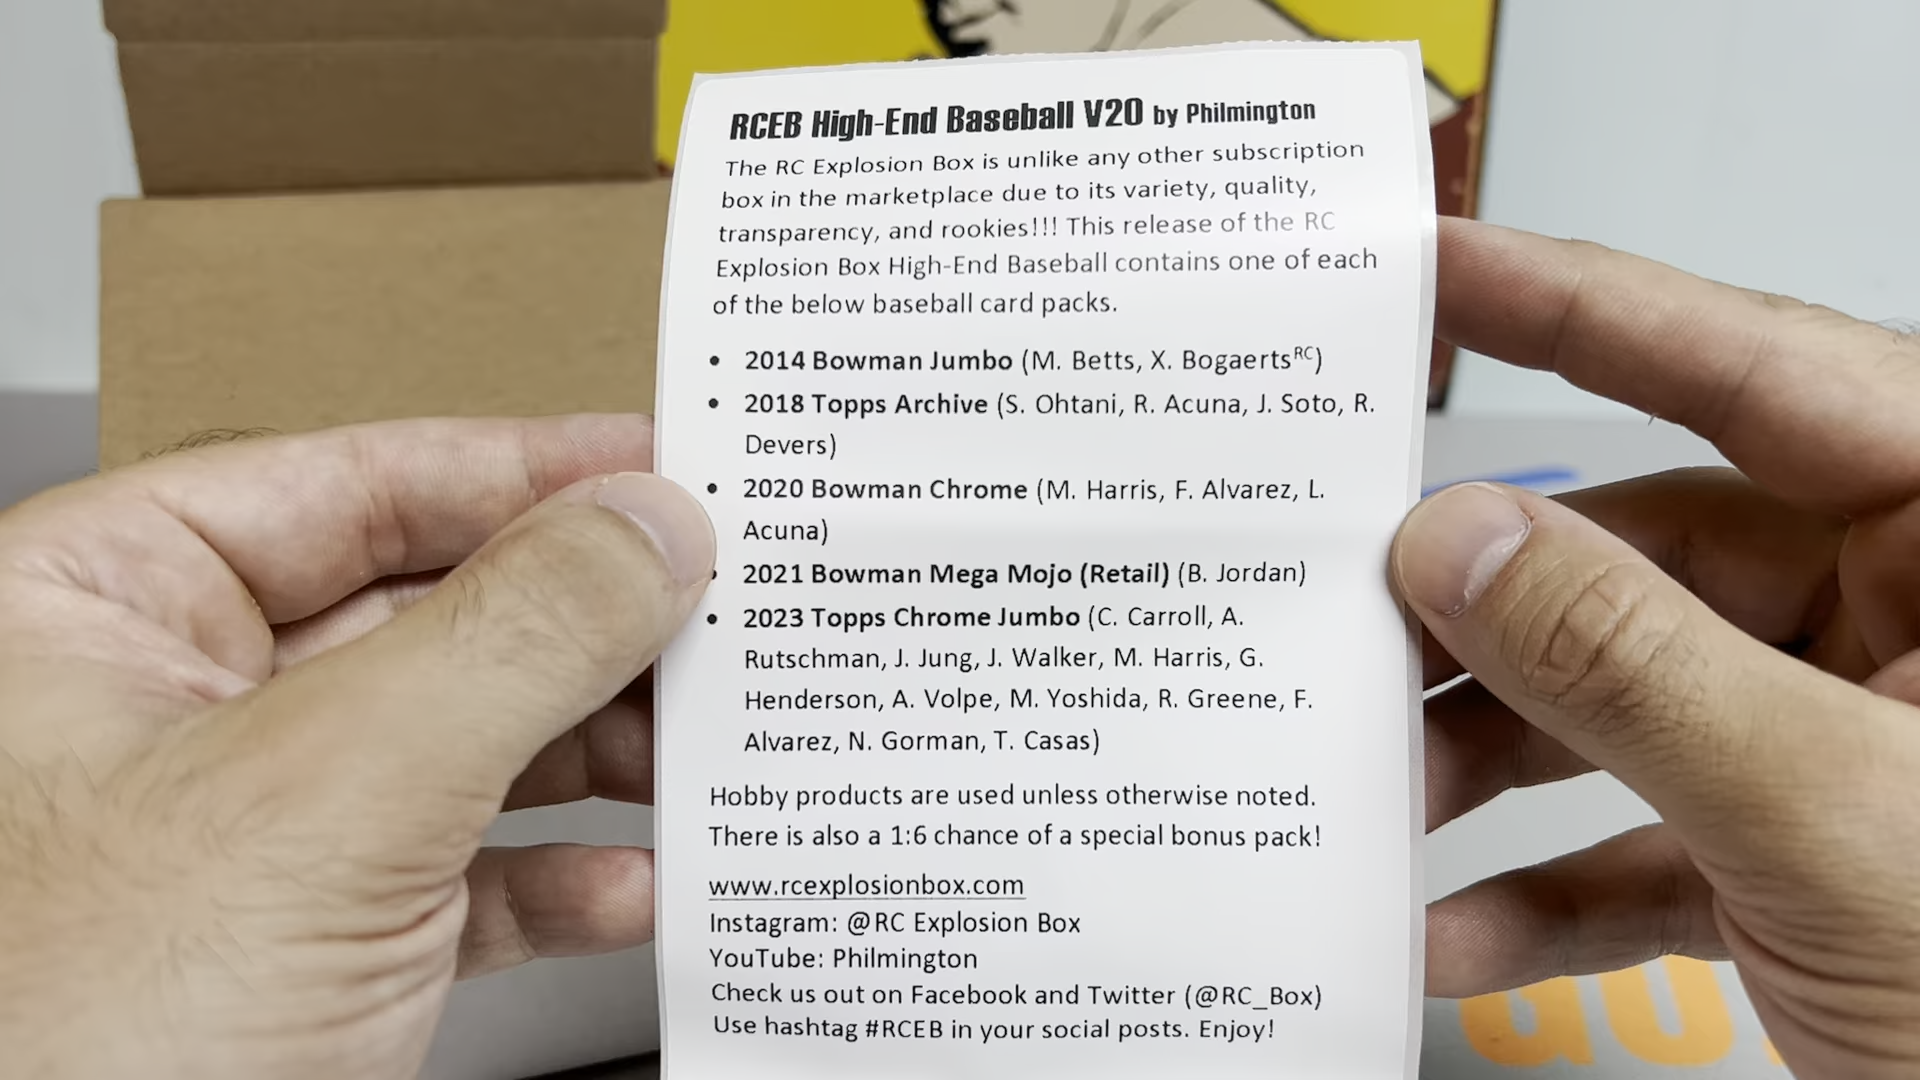 RCEB High-End Baseball V20 by Philmington
The RC Explosion Box is unlike any other subscription
box in the marketplace due to its variety, quality,
transparency, and rookies!!! This release of the RC
Explosion Box High-End Baseball contains one of each
of the below baseball card packs.
• 2014 Bowman Jumbo (M. Betts, X. Bogaerts^RC)
• 2018 Topps Archive (S. Ohtani, R. Acuna, J. Soto, R.
Devers)
• 2020 Bowman Chrome (M. Harris, F. Alvarez, L.
Acuna)
• 2021 Bowman Mega Mojo (Retail) (B. Jordan)
• 2023 Topps Chrome Jumbo (C. Carroll, A.
Rutschman, J. Jung, J. Walker, M. Harris, G.
Henderson, A. Volpe, M. Yoshida, R. Greene, F.
Alvarez, N. Gorman, T. Casas)
Hobby products are used unless otherwise noted.
There is also a 1:6 chance of a special bonus pack!
www.rcexplosionbox.com
Instagram: @RC Explosion Box
YouTube: Philmington
Check us out on Facebook and Twitter (@RC_Box)
Use hashtag #RCEB in your social posts. Enjoy!